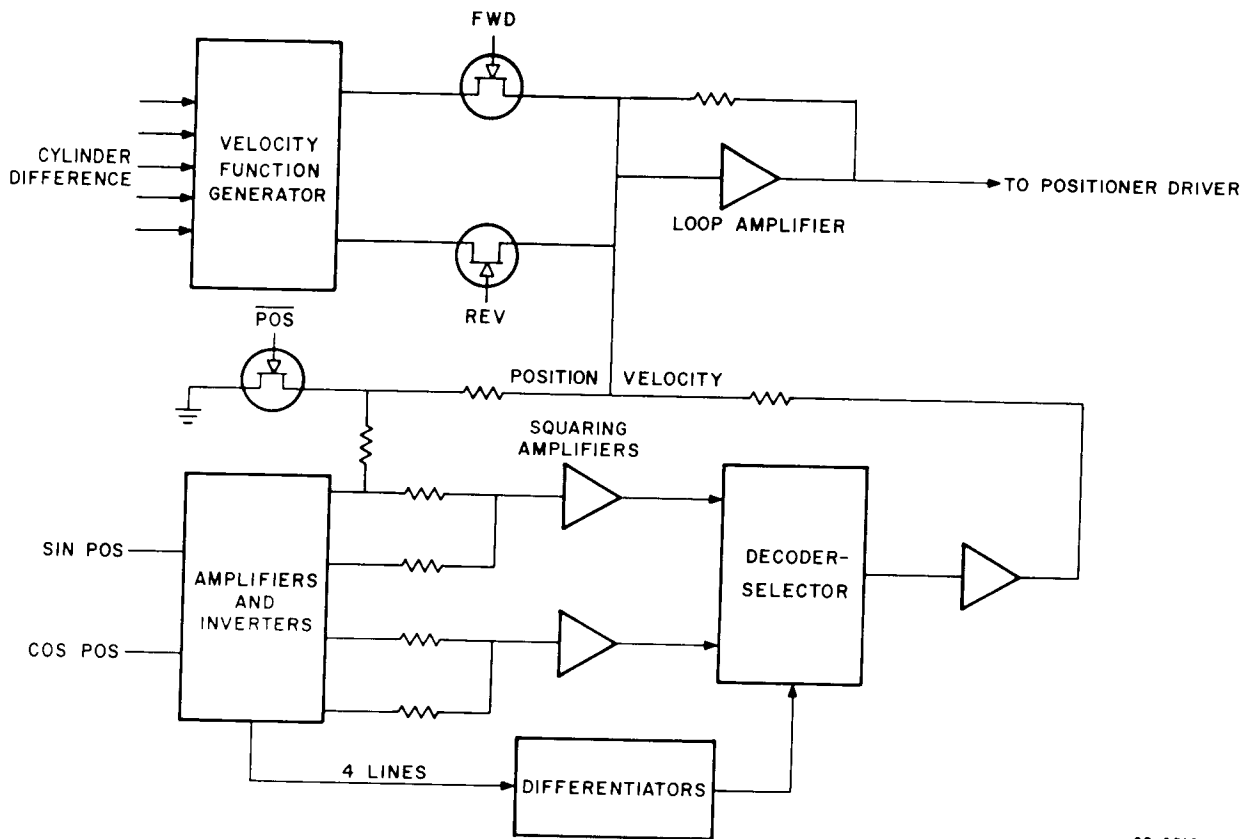 FWD
VELOCITY
FUNCTION
GENERATOR
CYLINDER
DIFFERENCE
TO POSITIONER DRIVER
LOOP AMPLIFIER
REV
POS
POSITION VELOCITY
SQUARING
AMPLIFIERS
SIN POS
COS POS
AMPLIFIERS
AND
INVERTERS
DECODER-
SELECTOR
4 LINES
DIFFERENTIATORS